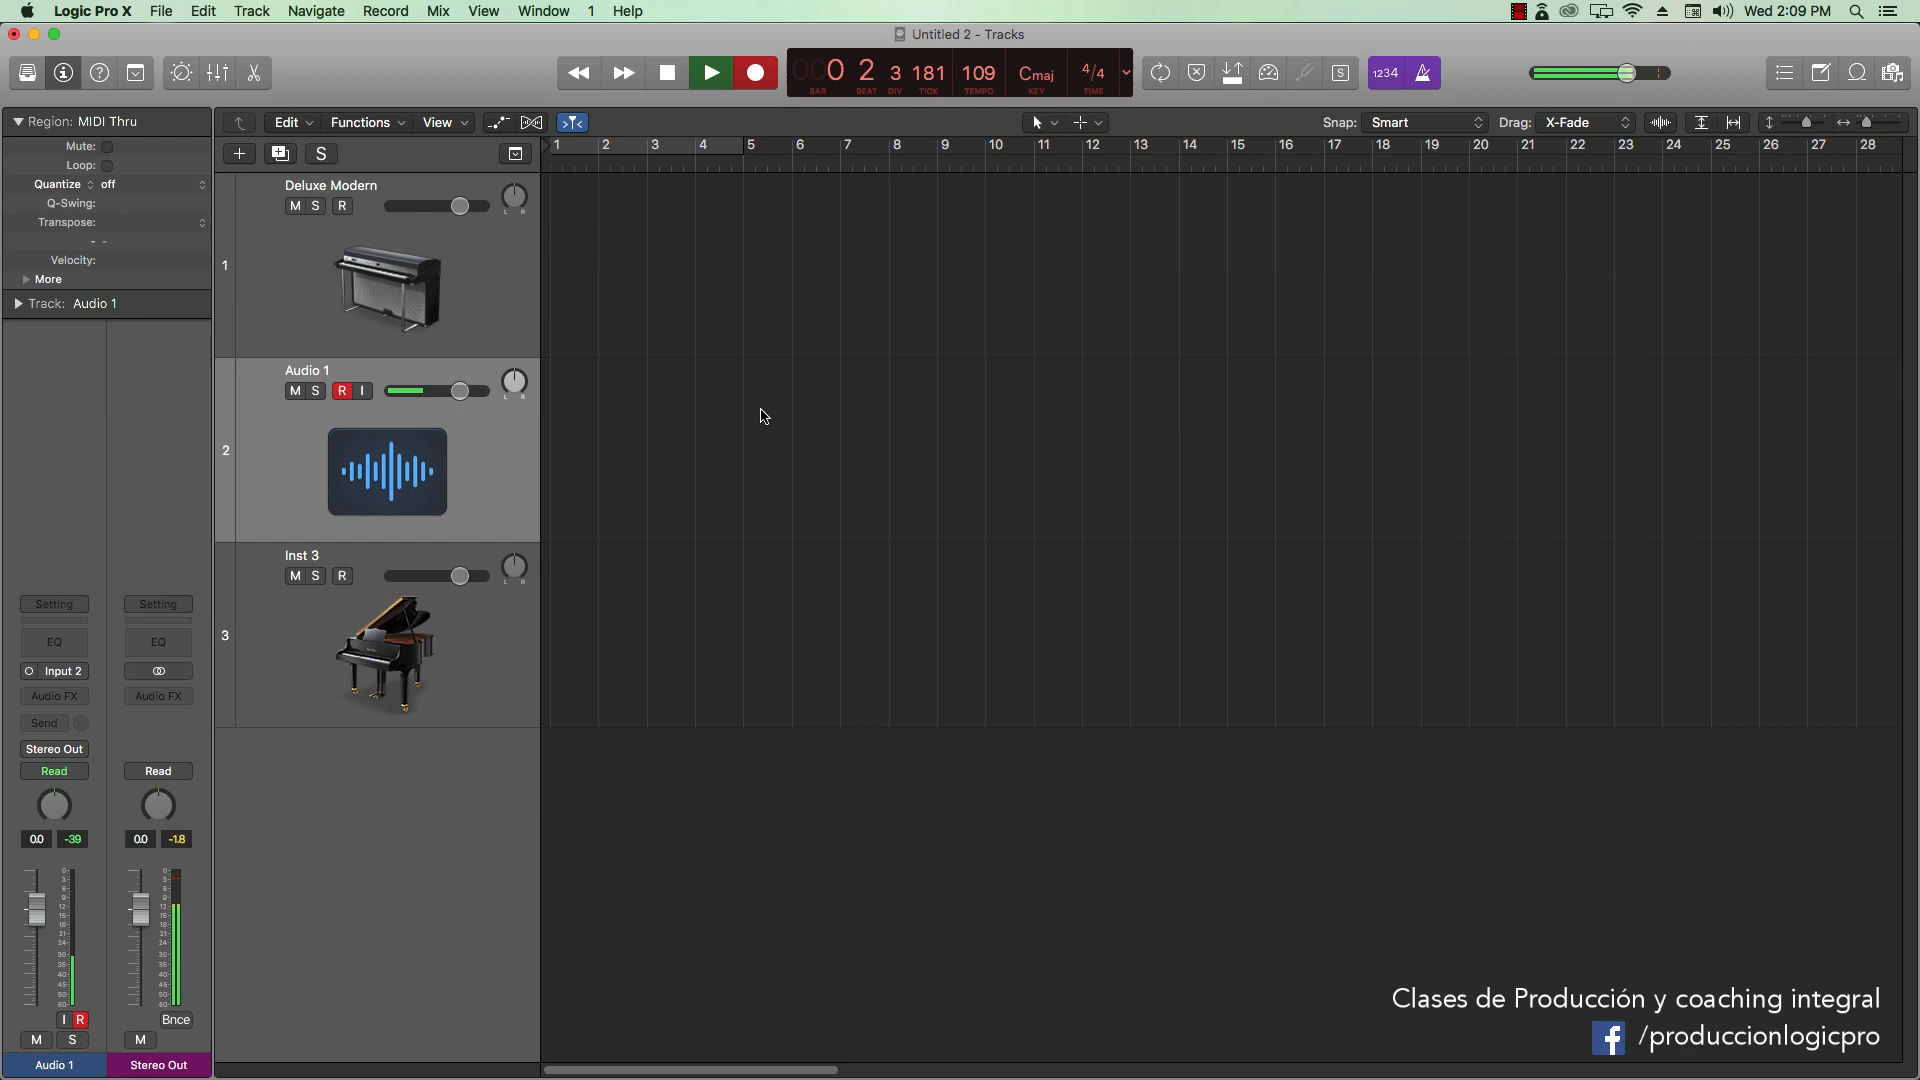 Logic Pro X File Edit Track Navigate Record Mix View Window 1 Help Wed 2:09 PM
Untitled 2 - Tracks
0 2 3 181 109 Cmaj 4/4 1234
BAR BEAT DIV TICK TEMPO KEY TIME
Region: MIDI Thru
Edit Functions View Snap: Smart Drag: X-Fade
Mute:
Loop:
Quantize off
Q-Swing:
Transpose:
- -
Velocity:
More
Track: Audio 1
S
1 2 3 4 5 6 7 8 9 10 11 12 13 14 15 16 17 18 19 20 21 22 23 24 25 26 27 28
Deluxe Modern
M S R
L R
1
Audio 1
M S R I
L R
2
Inst 3
M S R
L R
3
Setting Setting
EQ EQ
Input 2
Audio FX Audio FX
Send
Stereo Out
Read Read
0.0 -39 0.0 -1.8
I R Bnce
M S M
Audio 1 Stereo Out
Clases de Producción y coaching integral
f /produccionlogicpro